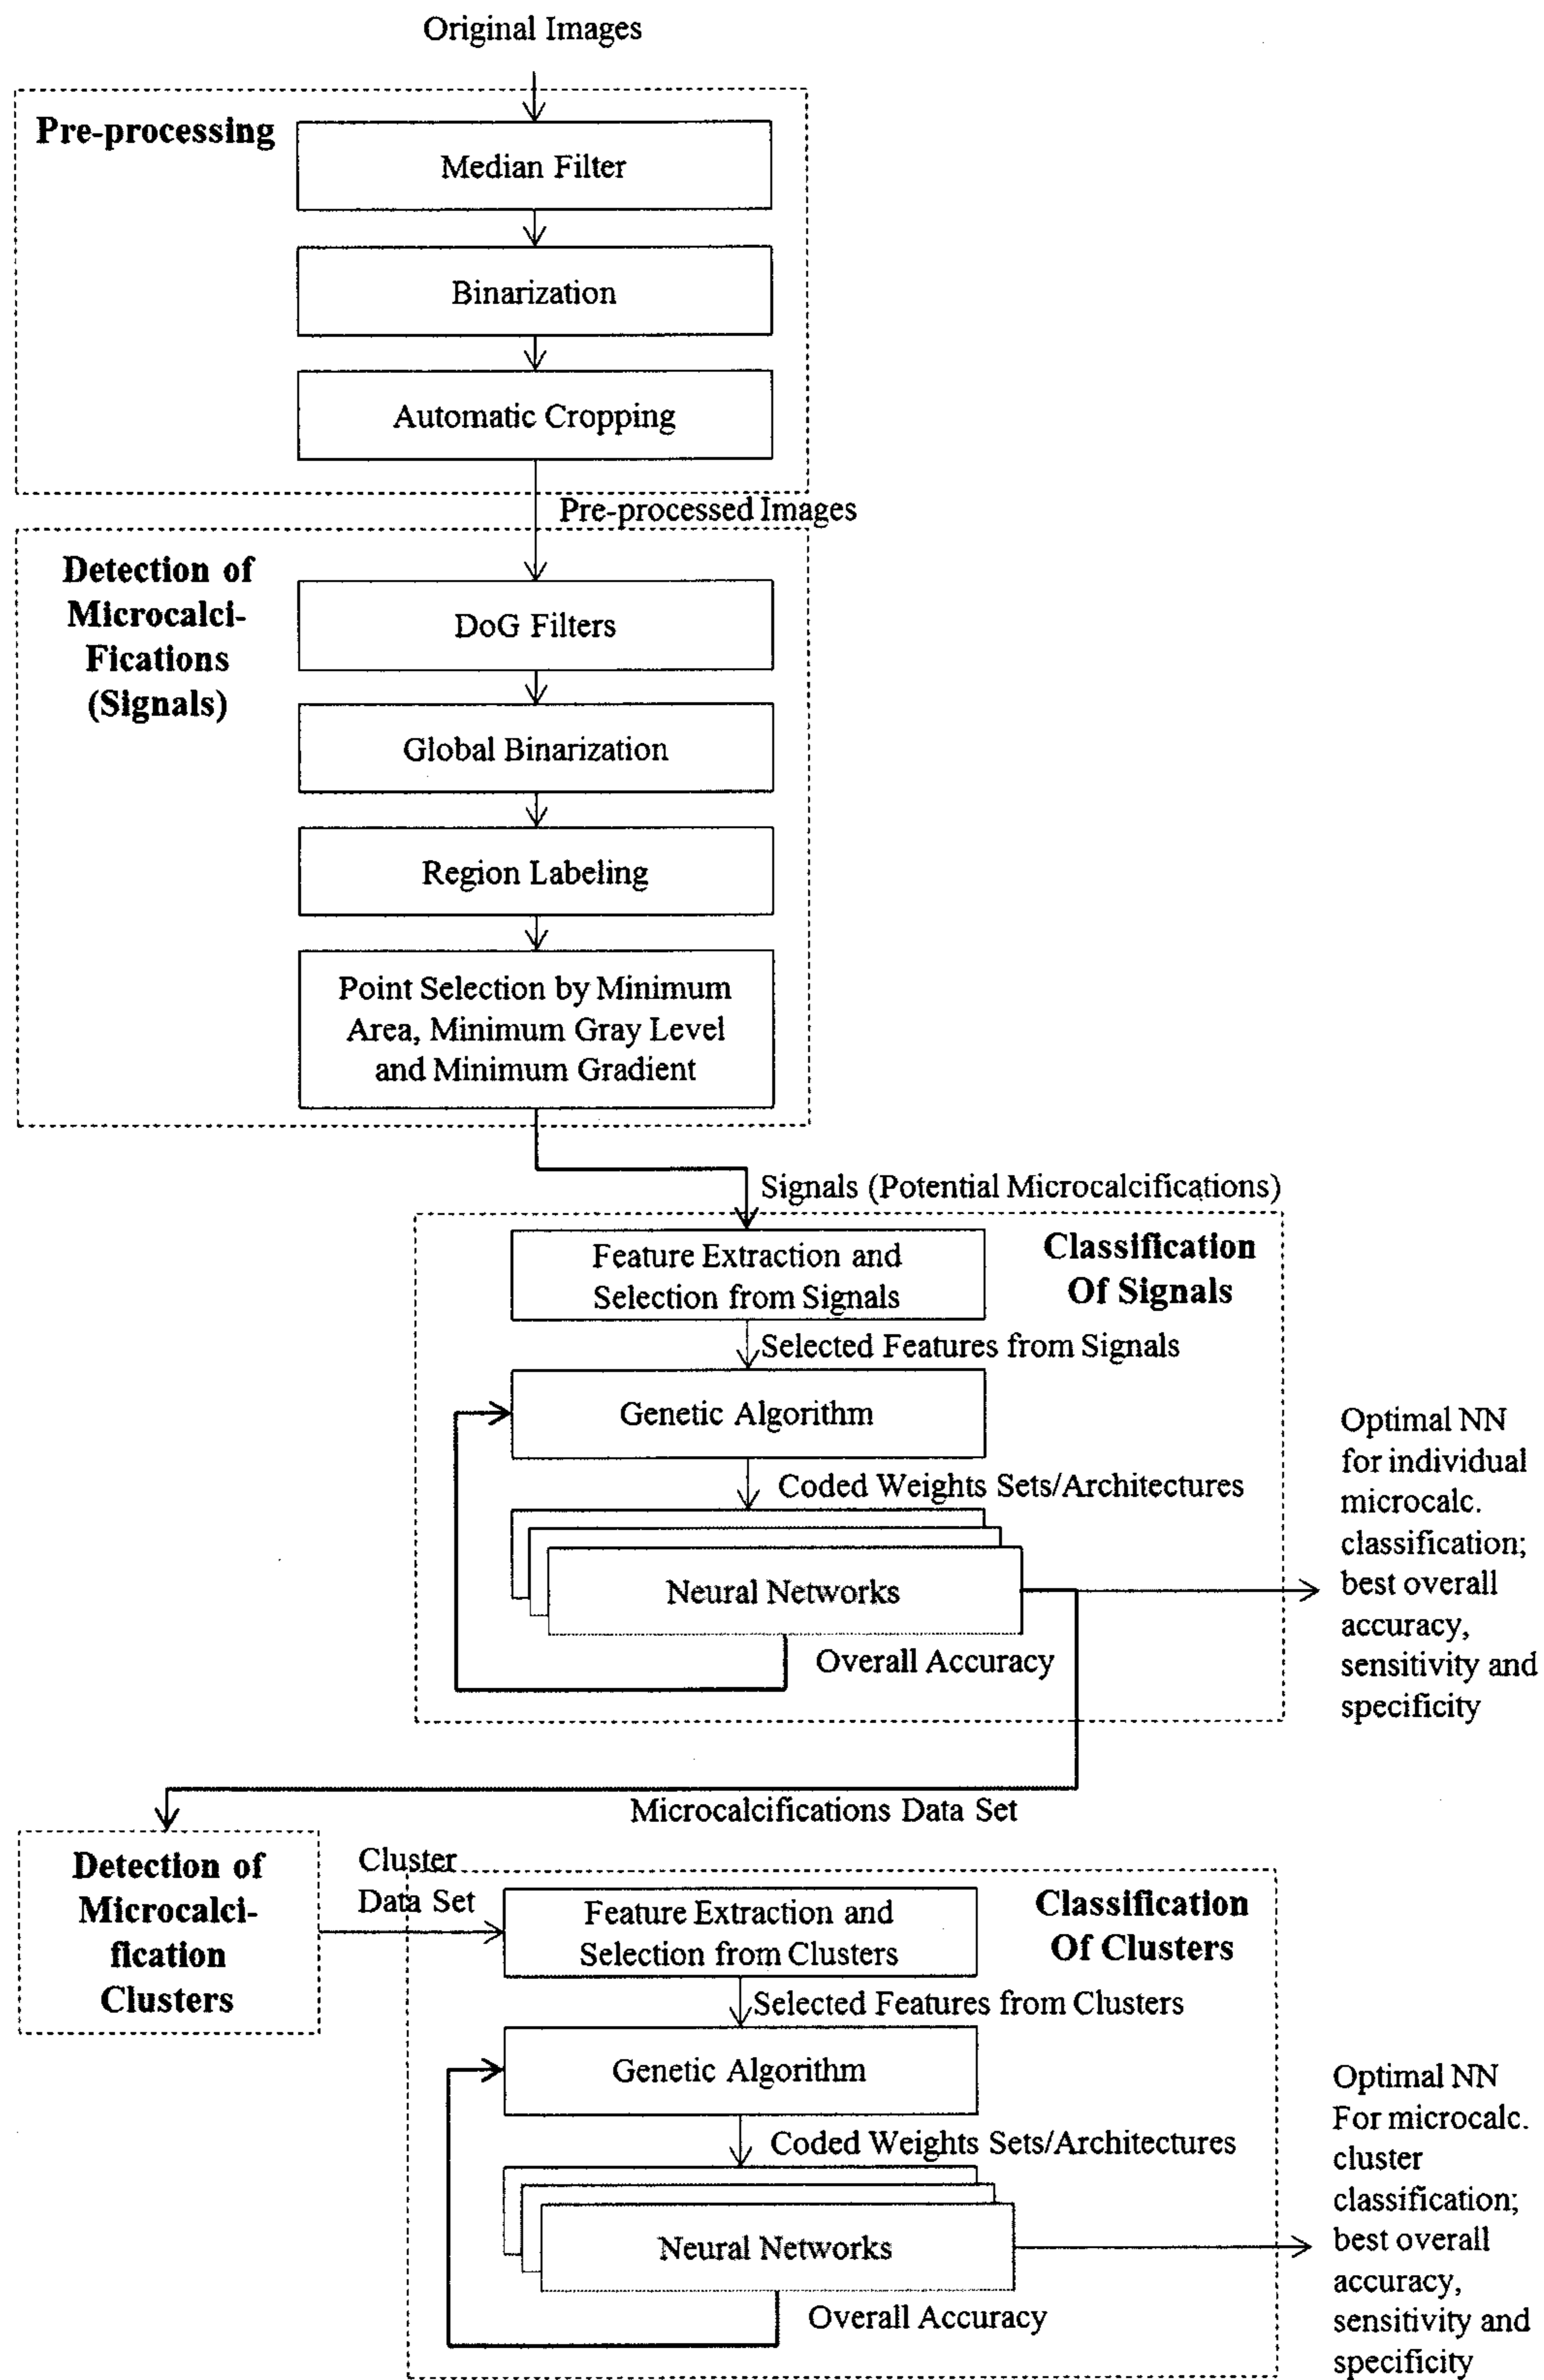 Original Images
Pre-processing
Median Filter
Binarization
Automatic Cropping
Pre-processed Images
Detection of
Microcalci-
Fications
(Signals)
DoG Filters
Global Binarization
Region Labeling
Point Selection by Minimum
Area, Minimum Gray Level
and Minimum Gradient
Signals (Potential Microcalcifications)
Classification
Of Signals
Feature Extraction and
Selection from Signals
Selected Features from Signals
Genetic Algorithm
Coded Weights Sets/Architectures
Neural Networks
Overall Accuracy
Optimal NN
for individual
microcalc.
classification;
best overall
accuracy,
sensitivity and
specificity
Microcalcifications Data Set
Detection of
Microcalci-
fication
Clusters
Cluster
Data Set
Classification
Of Clusters
Feature Extraction and
Selection from Clusters
Selected Features from Clusters
Genetic Algorithm
Coded Weights Sets/Architectures
Neural Networks
Overall Accuracy
Optimal NN
For microcalc.
cluster
classification;
best overall
accuracy,
sensitivity and
specificity